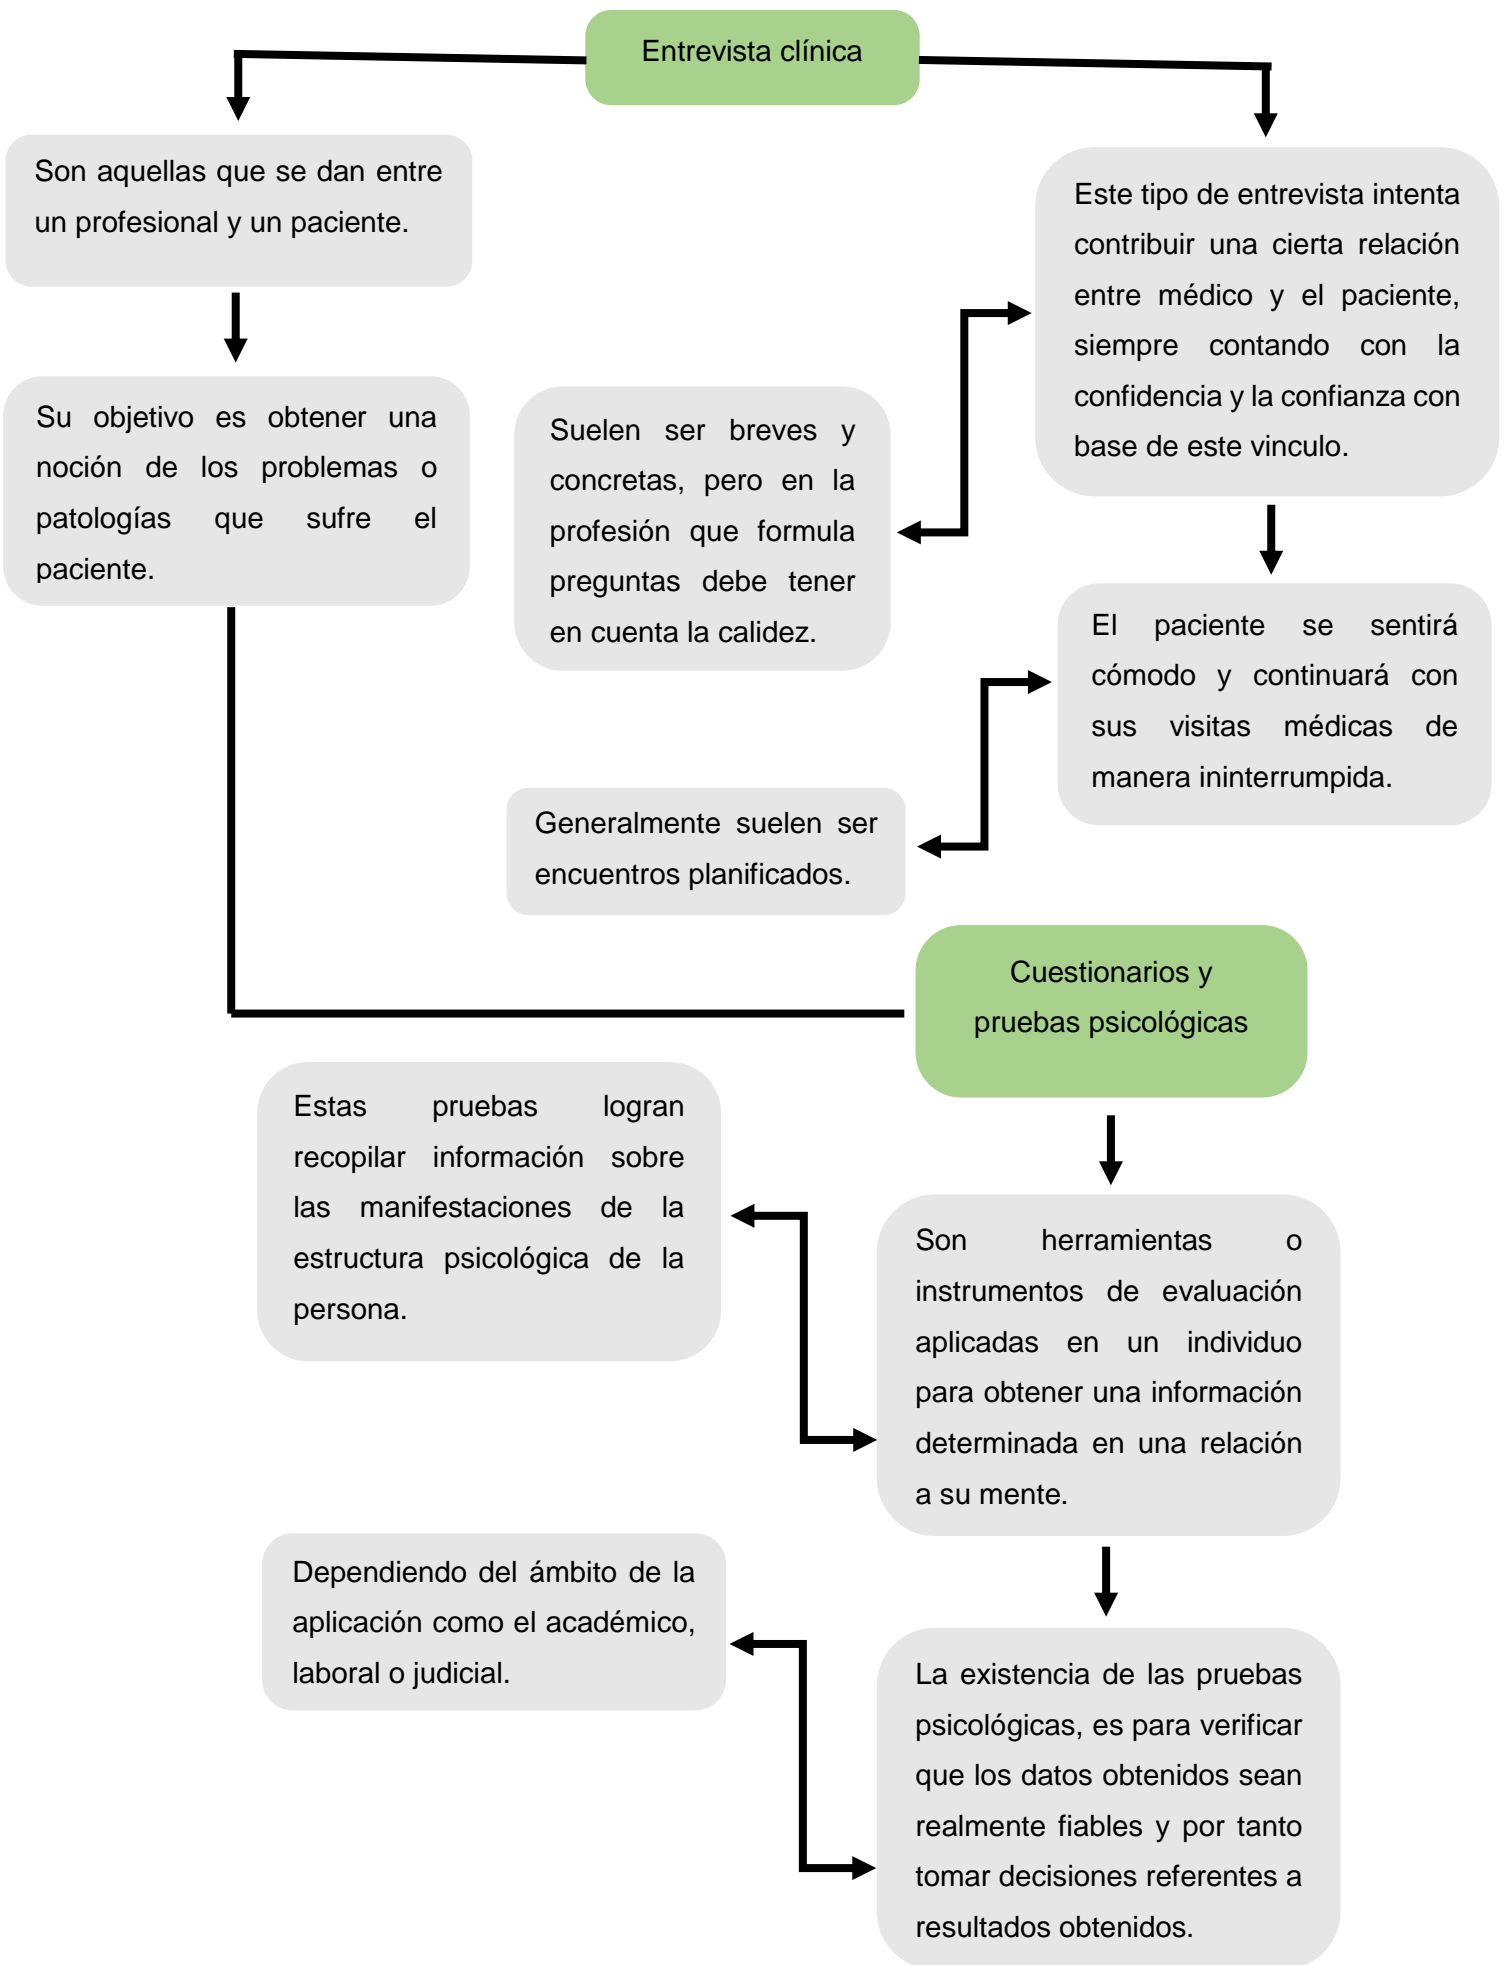 Entrevista clínica
Son aquellas que se dan entre
un profesional y un paciente.
Su objetivo es obtener una
noción de los problemas o
patologías que sufre el
paciente.
Este tipo de entrevista intenta
contribuir una cierta relación
entre médico y el paciente,
siempre contando con la
confidencia y la confianza con
base de este vinculo.
Suelen ser breves y
concretas, pero en la
profesión que formula
preguntas debe tener
en cuenta la calidez.
El paciente se sentirá
cómodo y continuará con
sus visitas médicas de
manera ininterrumpida.
Generalmente suelen ser
encuentros planificados.
Cuestionarios y
pruebas psicológicas
Estas pruebas logran
recopilar información sobre
las manifestaciones de la
estructura psicológica de la
persona.
Son herramientas o
instrumentos de evaluación
aplicadas en un individuo
para obtener una información
determinada en una relación
a su mente.
Dependiendo del ámbito de la
aplicación como el académico,
laboral o judicial.
La existencia de las pruebas
psicológicas, es para verificar
que los datos obtenidos sean
realmente fiables y por tanto
tomar decisiones referentes a
resultados obtenidos.